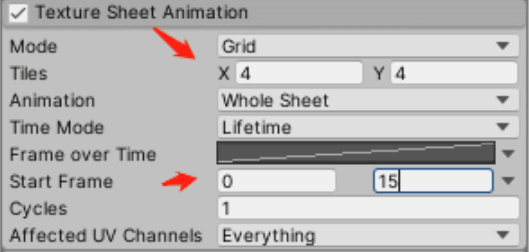 Texture Sheet Animation
Mode Grid
Tiles X 4 Y 4
Animation Whole Sheet
Time Mode Lifetime
Frame over Time
Start Frame 0 15
Cycles 1
Affected UV Channels Everything